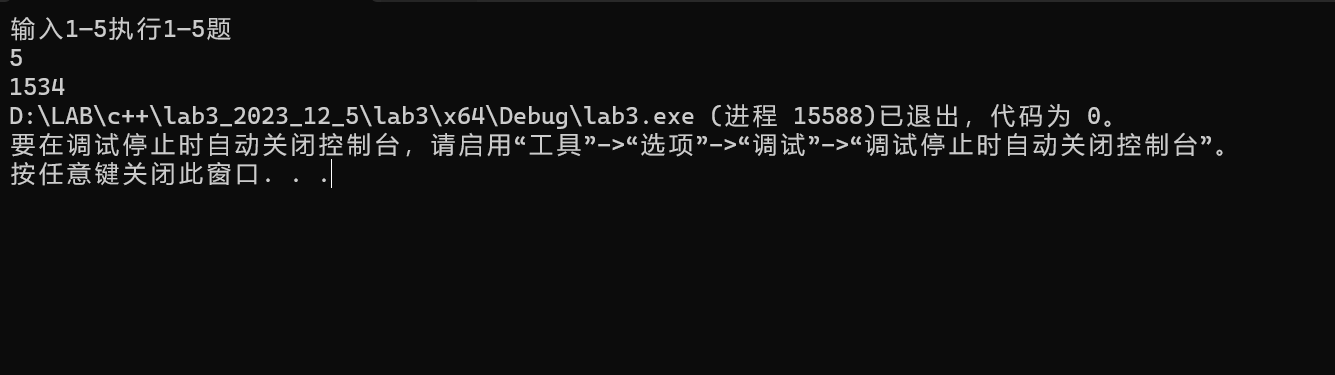 输入1-5执行1-5题
5
1534
D:\LAB\c++\lab3_2023_12_5\lab3\x64\Debug\lab3.exe (进程 15588)已退出，代码为 0。
要在调试停止时自动关闭控制台，请启用“工具”->“选项”->“调试”->“调试停止时自动关闭控制台”。
按任意键关闭此窗口. . .